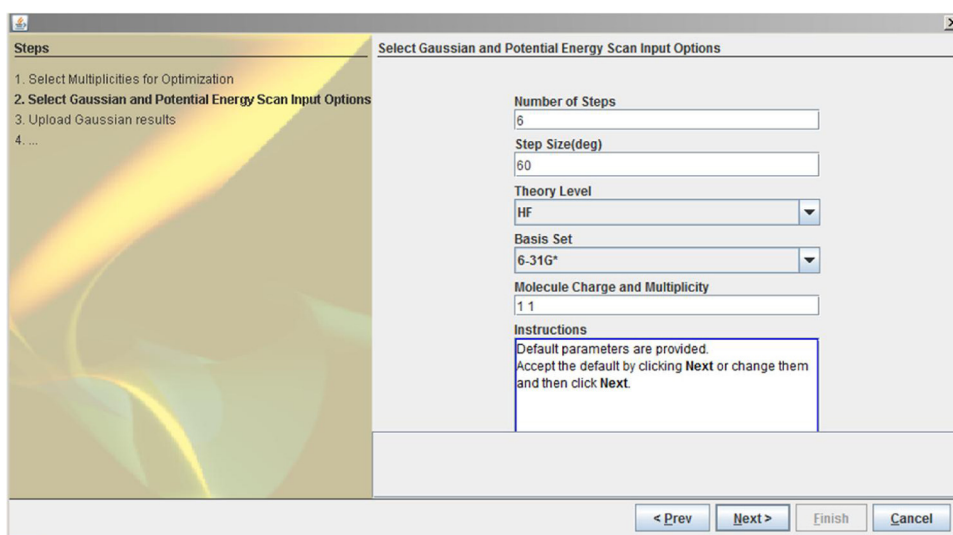 Steps
1. Select Multiplicities for Optimization
2. Select Gaussian and Potential Energy Scan Input Options
3. Upload Gaussian results
4. ...
Select Gaussian and Potential Energy Scan Input Options
Number of Steps
6
Step Size(deg)
60
Theory Level
HF
Basis Set
6-31G*
Molecule Charge and Multiplicity
1 1
Instructions
Default parameters are provided.
Accept the default by clicking Next or change them
and then click Next.
< Prev
Next >
Finish
Cancel